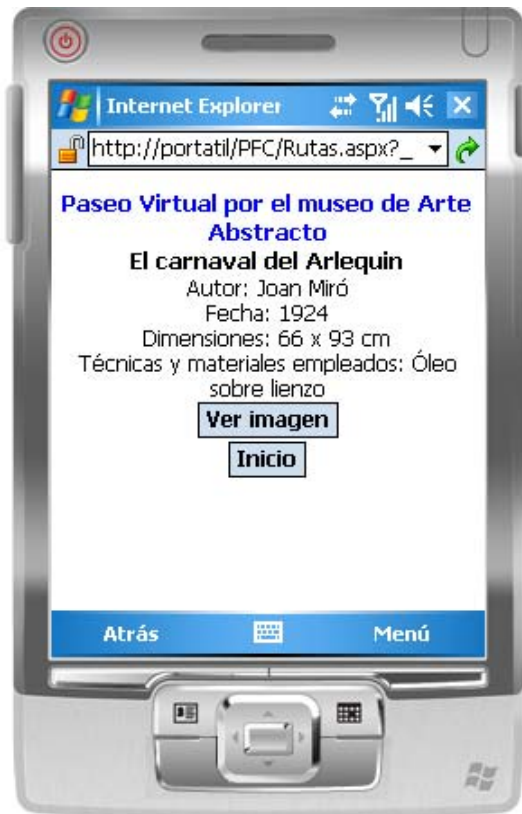 Internet Explorer
http://portatil/PFC/Rutas.aspx?_
Paseo Virtual por el museo de Arte
Abstracto
El carnaval del Arlequin
Autor: Joan Miró
Fecha: 1924
Dimensiones: 66 x 93 cm
Técnicas y materiales empleados: Óleo
sobre lienzo
Ver imagen
Inicio
Atrás
Menú